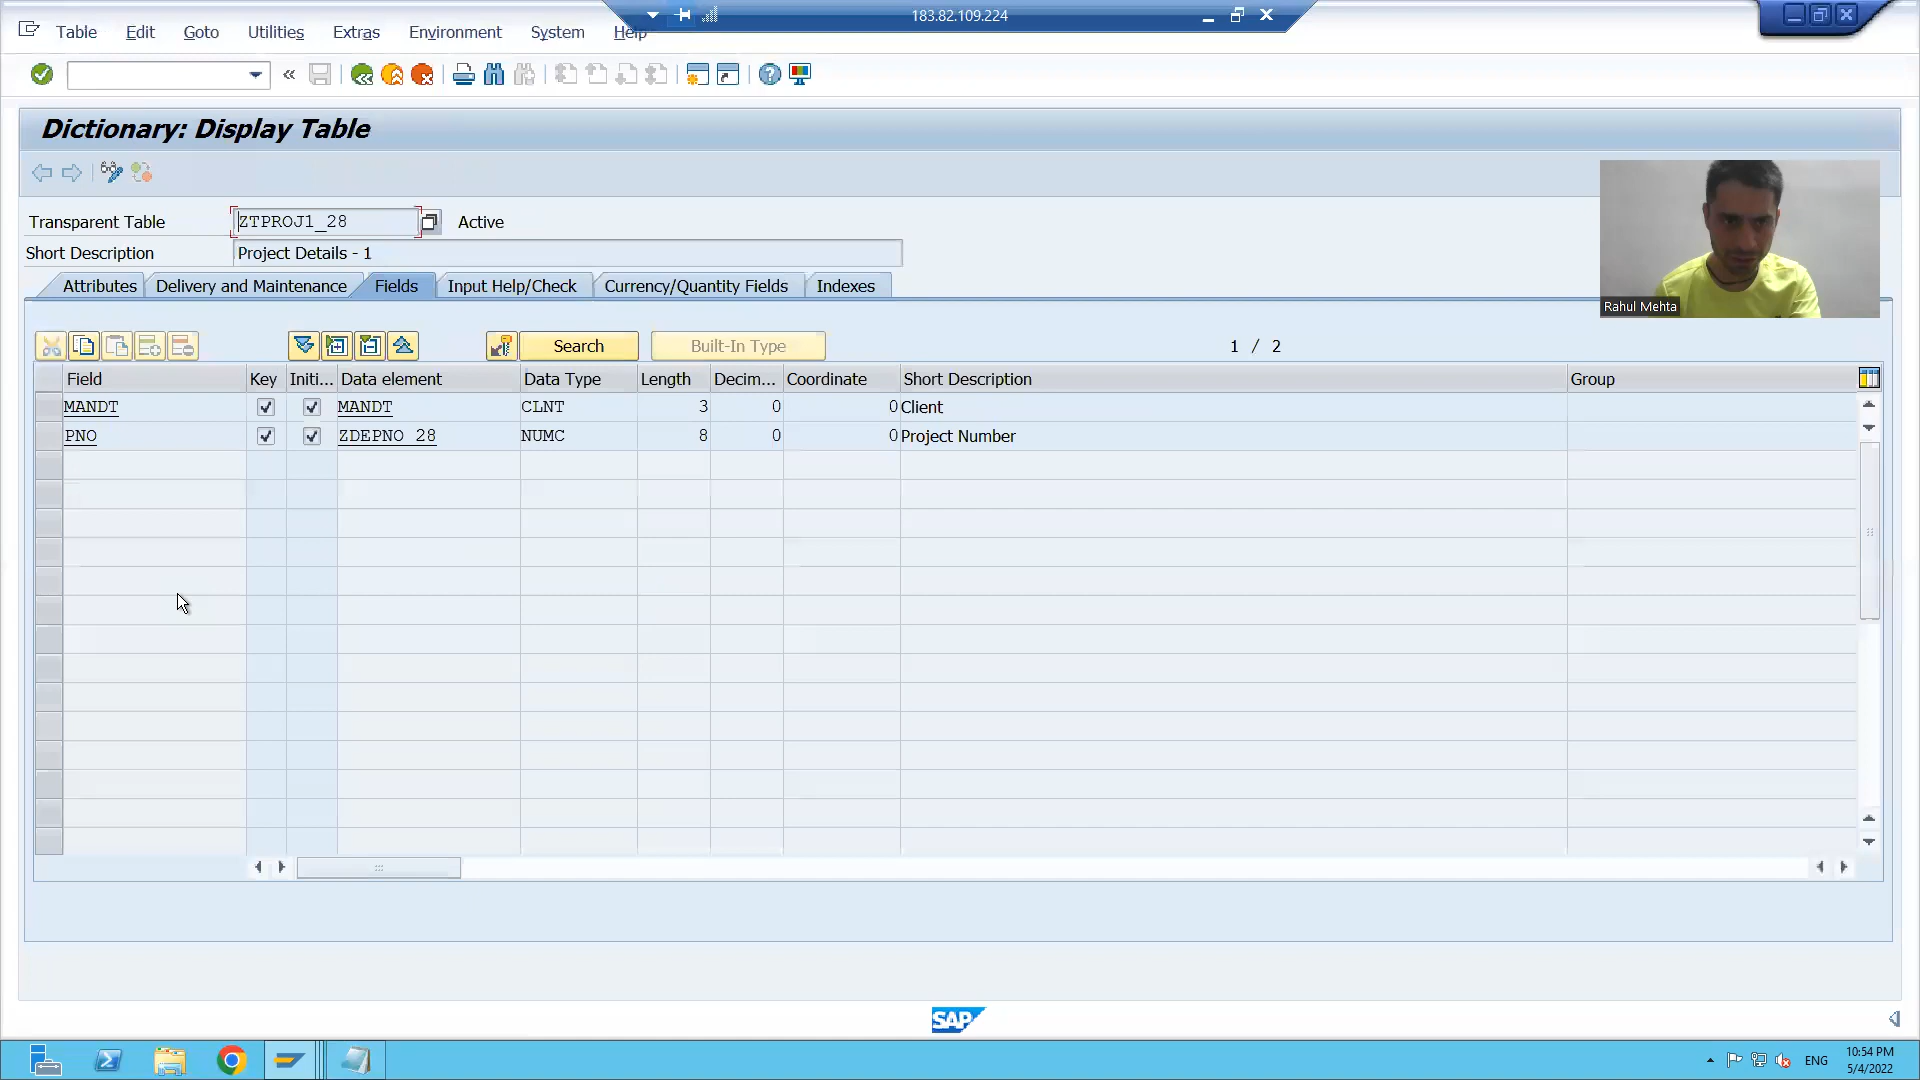 183.82.109.224
Table Edit Goto Utilities Extras Environment System Help
Dictionary: Display Table
Transparent Table ZTPROJ1_28 Active
Short Description Project Details - 1
Attributes Delivery and Maintenance Fields Input Help/Check Currency/Quantity Fields Indexes
Rahul Mehta
Search Built-In Type 1 / 2
Field Key Initi... Data element Data Type Length Decim... Coordinate Short Description Group
MANDT MANDT CLNT 3 0 0 Client
PNO ZDEPNO_28 NUMC 8 0 0 Project Number
SAP
ENG 10:54 PM
5/4/2022